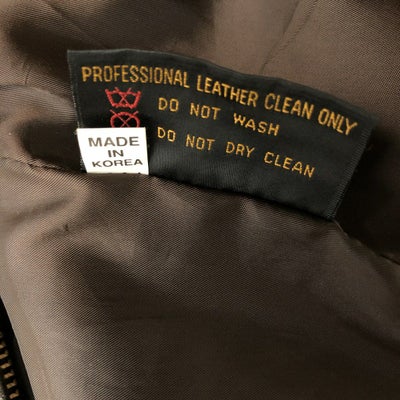 PROFESSIONAL LEATHER CLEAN ONLY
DO NOT WASH
DO NOT DRY CLEAN
MADE
IN
KOREA